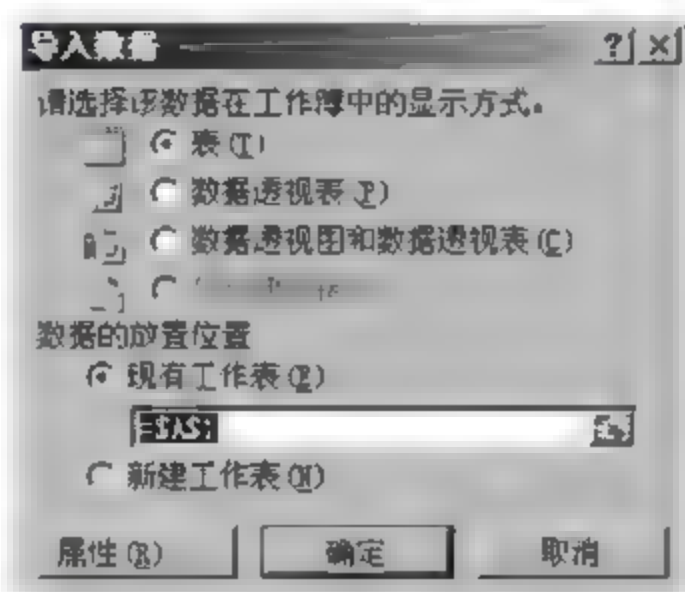 导入数据
请选择该数据在工作簿中的显示方式。
表(T)
数据透视表(P)
数据透视图和数据透视表(C)
数据的放置位置
现有工作表(E)
新建工作表(N)
属性(R) 确定 取消